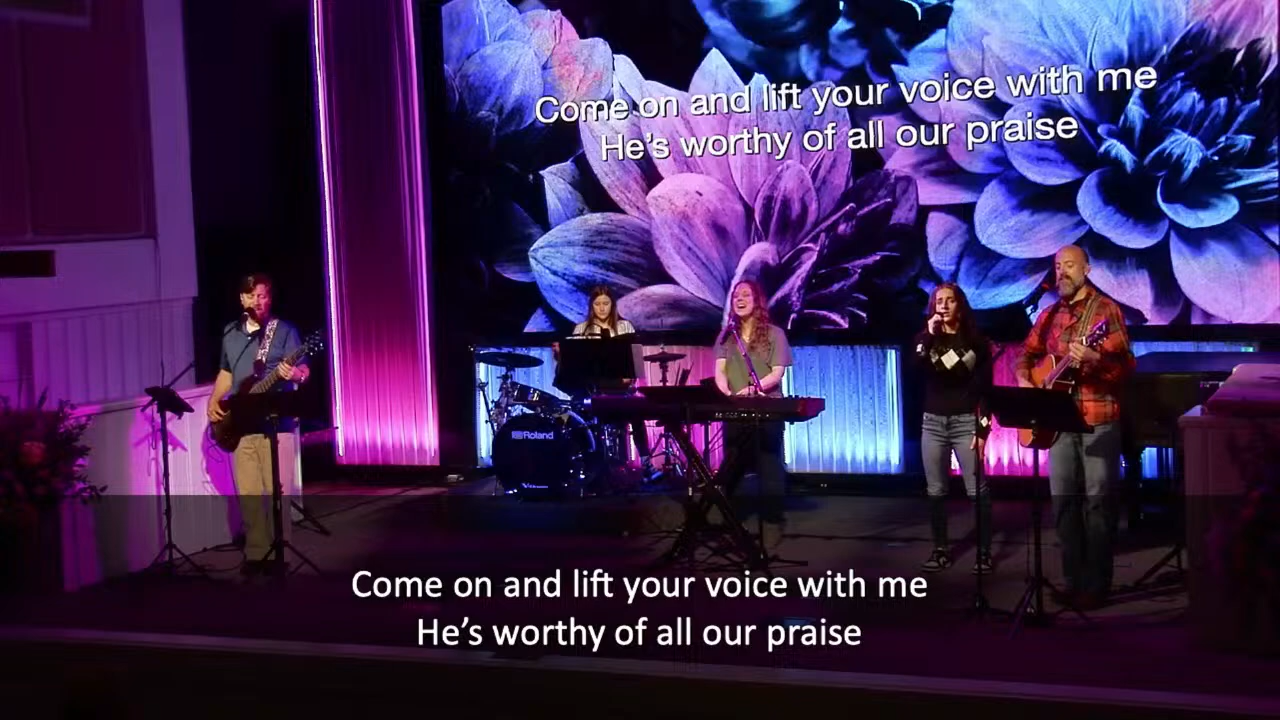 Come on and lift your voice with me
He's worthy of all our praise
Roland
Come on and lift your voice with me
He's worthy of all our praise